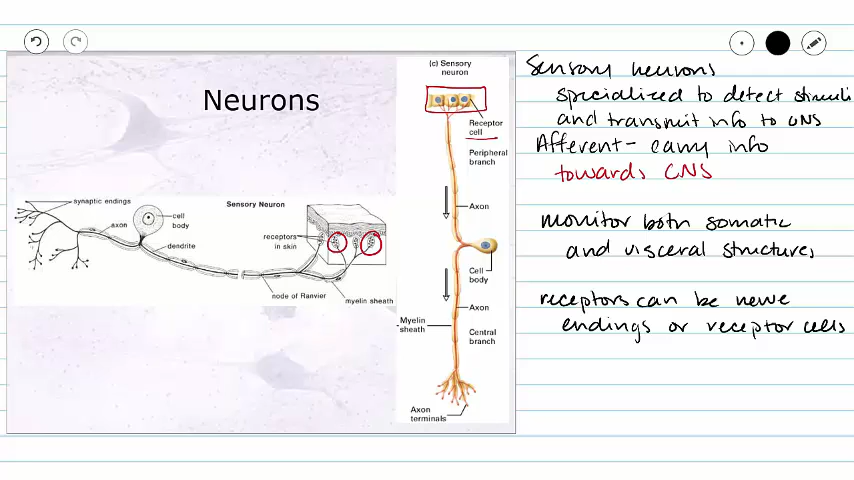 Neurons
(c) Sensory
neuron
Receptor
cell
Peripheral
branch
Axon
Cell
body
Axon
Myelin
sheath
Central
branch
Axon
terminals
synaptic endings
axon
cell
body
dendrite
Sensory Neuron
receptors
in skin
node of Ranvier
myelin sheath
Sensory neurons
specialized to detect stimuli
and transmit info to CNS
Afferent - carry info
towards CNS
monitor both somatic
and visceral structures
receptors can be nerve
endings or receptor cells